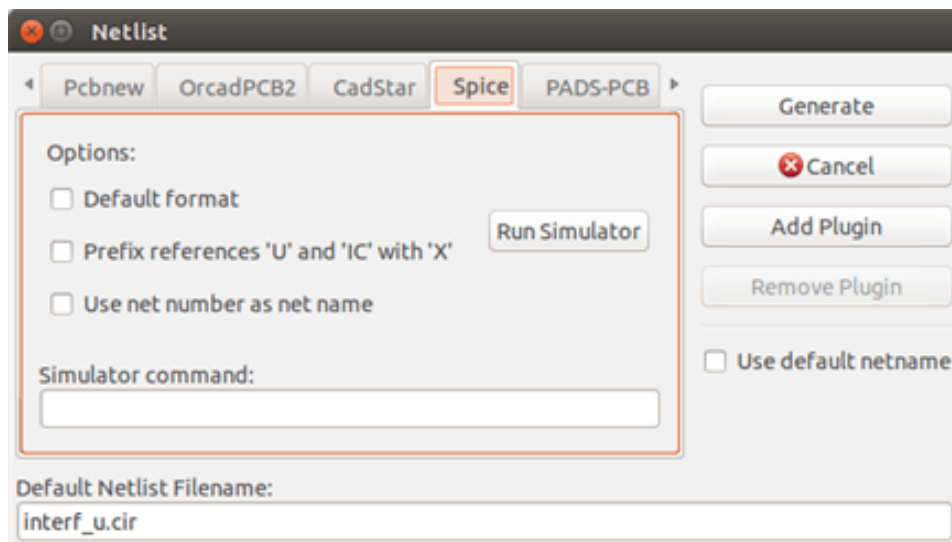 Netlist
Pcbnew OrcadPCB2 CadStar Spice PADS-PCB
Generate
Options:
Cancel
Default format
Run Simulator
Add Plugin
Prefix references 'U' and 'IC' with 'X'
Remove Plugin
Use net number as net name
Use default netname
Simulator command:
Default Netlist Filename:
interf_u.cir